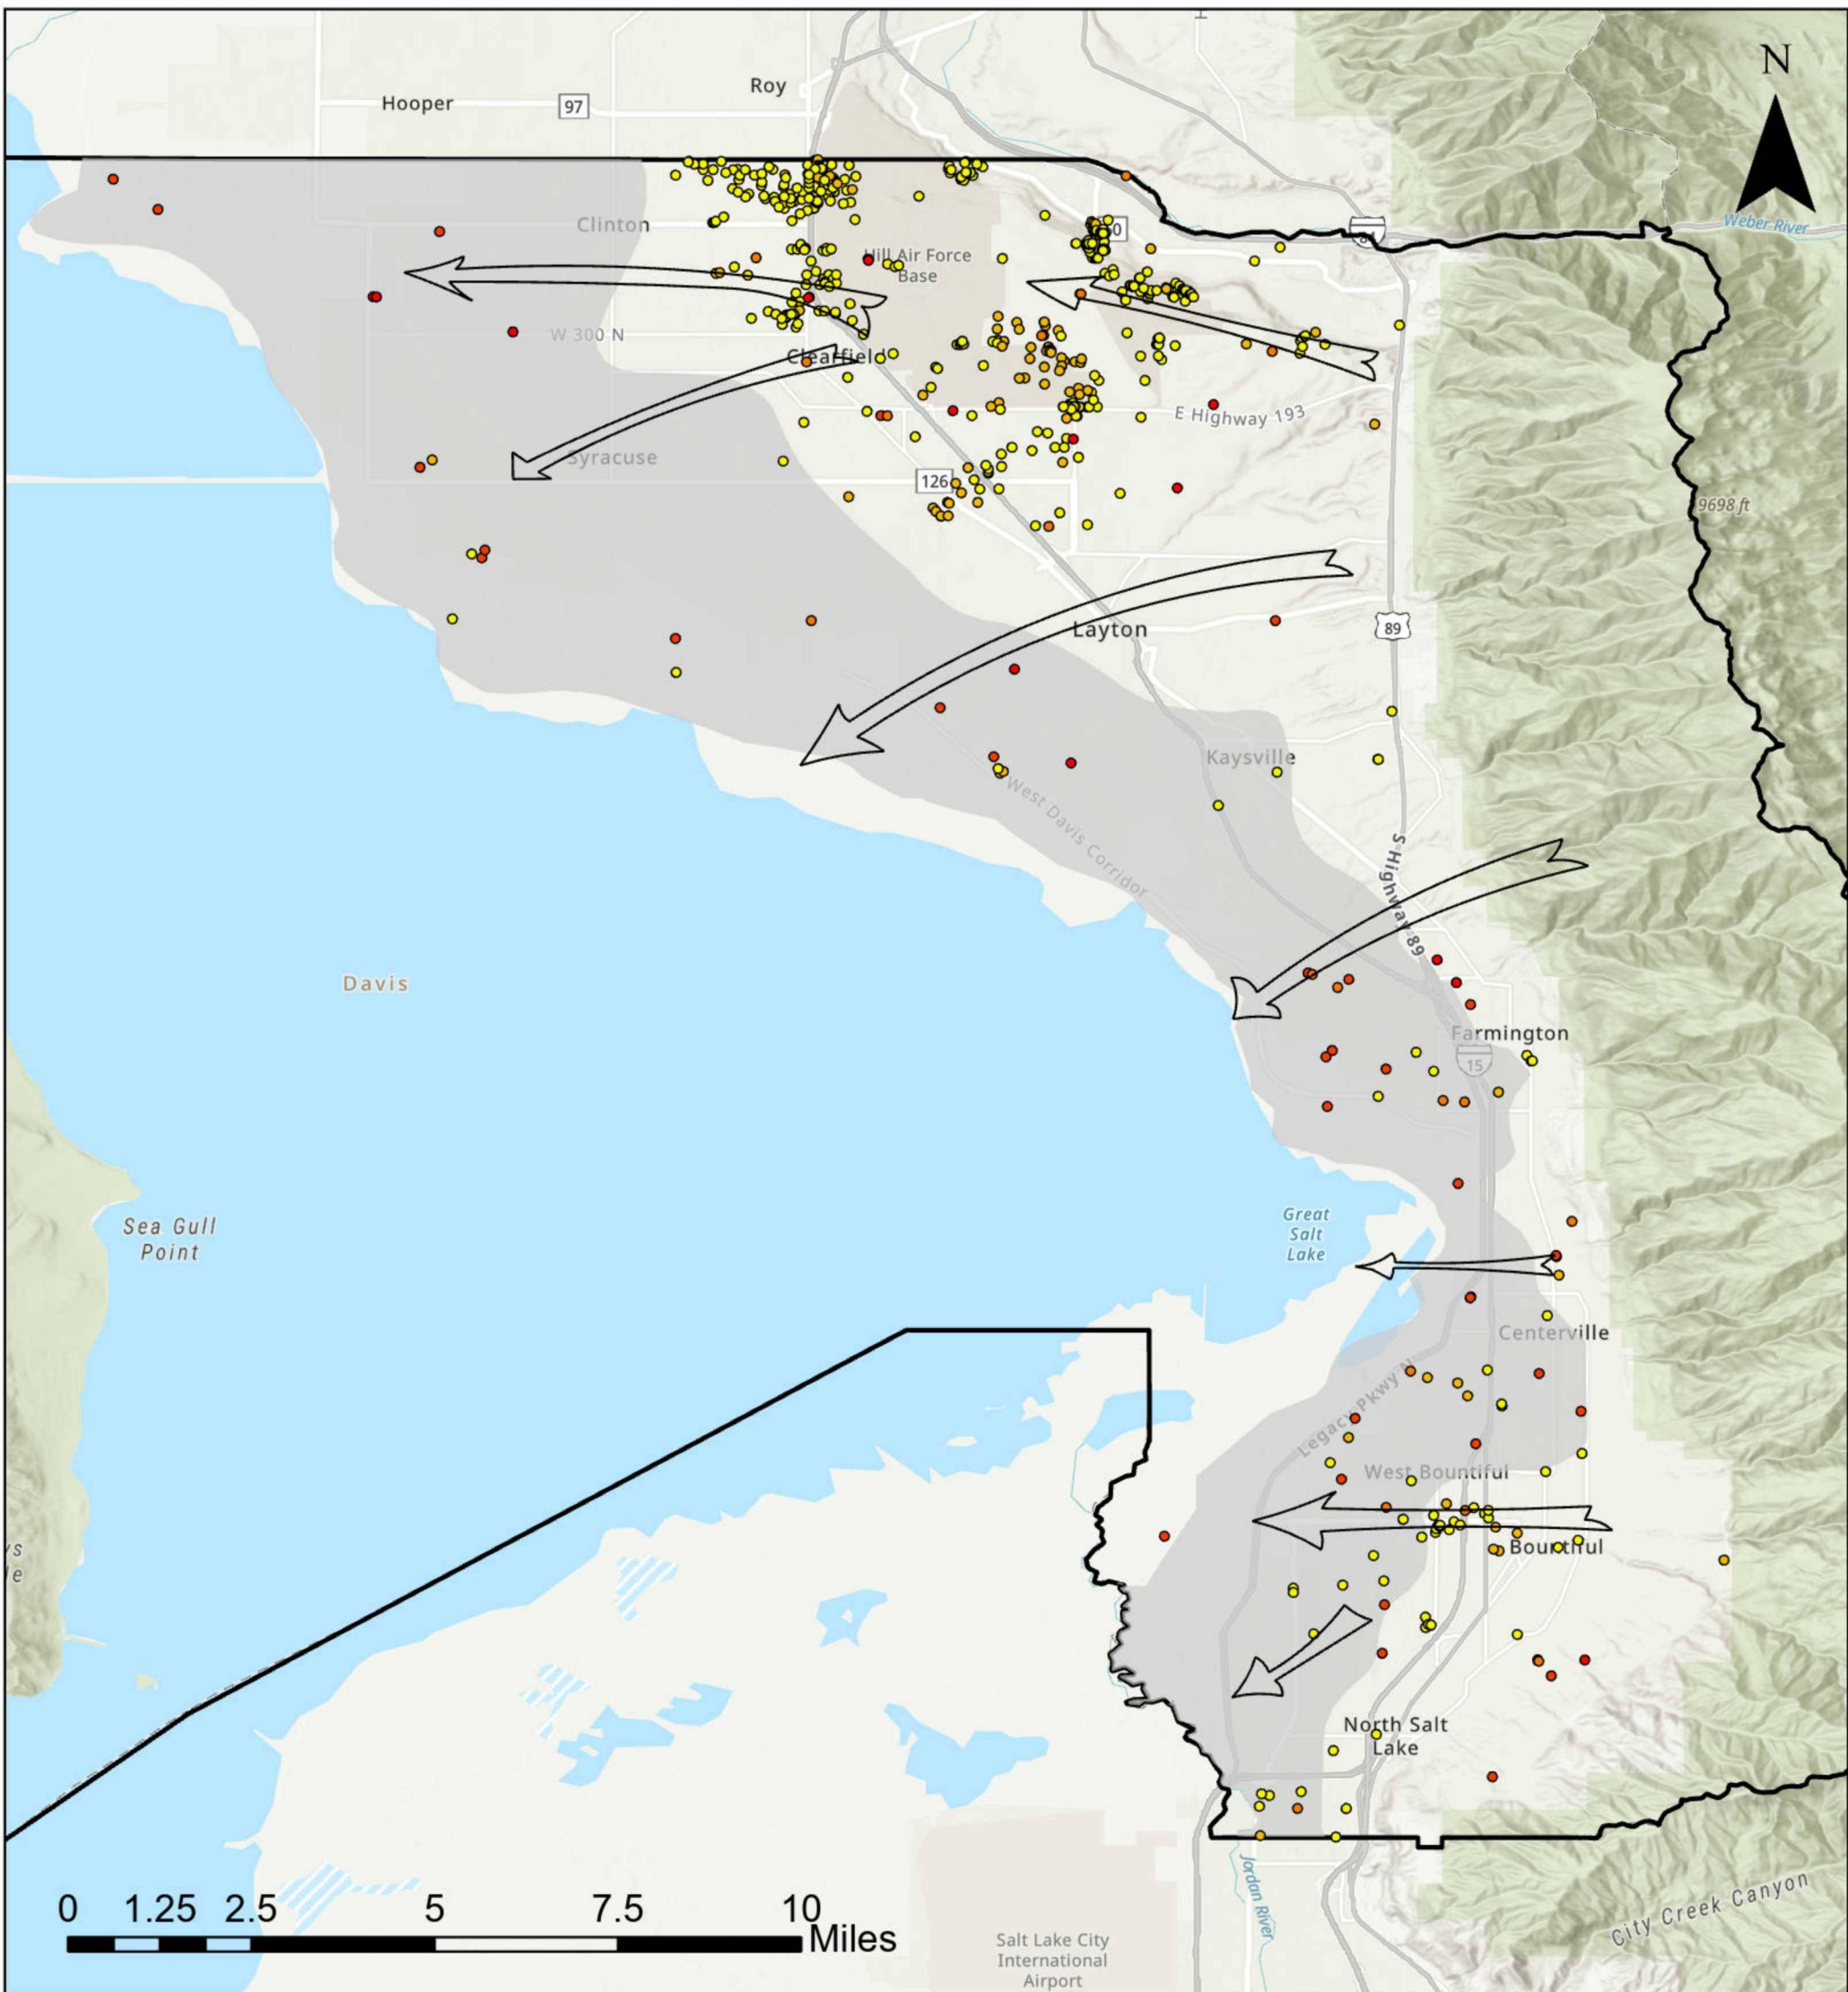 N
Roy
Hooper
97
Weber River
Clinton
Hill Air Force
Base
W 300 N
Clearfield
E Highway 193
Syracuse
126
9698 ft
Layton
89
Kaysville
West Davis Corridor
S Highway 89
Davis
Farmington
15
Sea Gull
Point
Great
Salt
Lake
Centerville
Legacy Pkwy N
West Bountiful
Bountiful
North Salt
Lake
Jordan River
City Creek Canyon
0 1.25 2.5 5 7.5 10
Miles
Salt Lake City
International
Airport